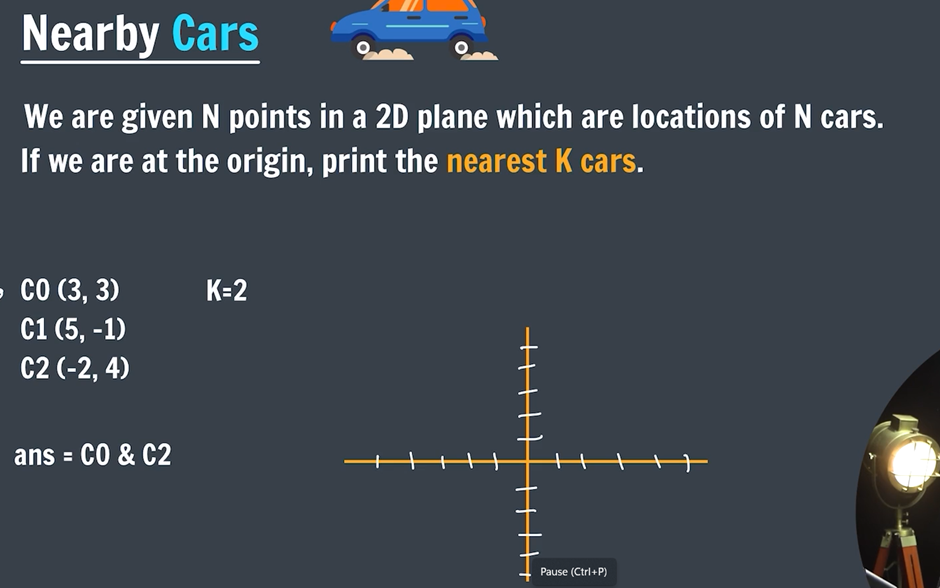 Nearby Cars
We are given N points in a 2D plane which are locations of N cars.
If we are at the origin, print the nearest K cars.
C0 (3, 3) K=2
C1 (5, -1)
C2 (-2, 4)
ans = C0 & C2
Pause (Ctrl+P)